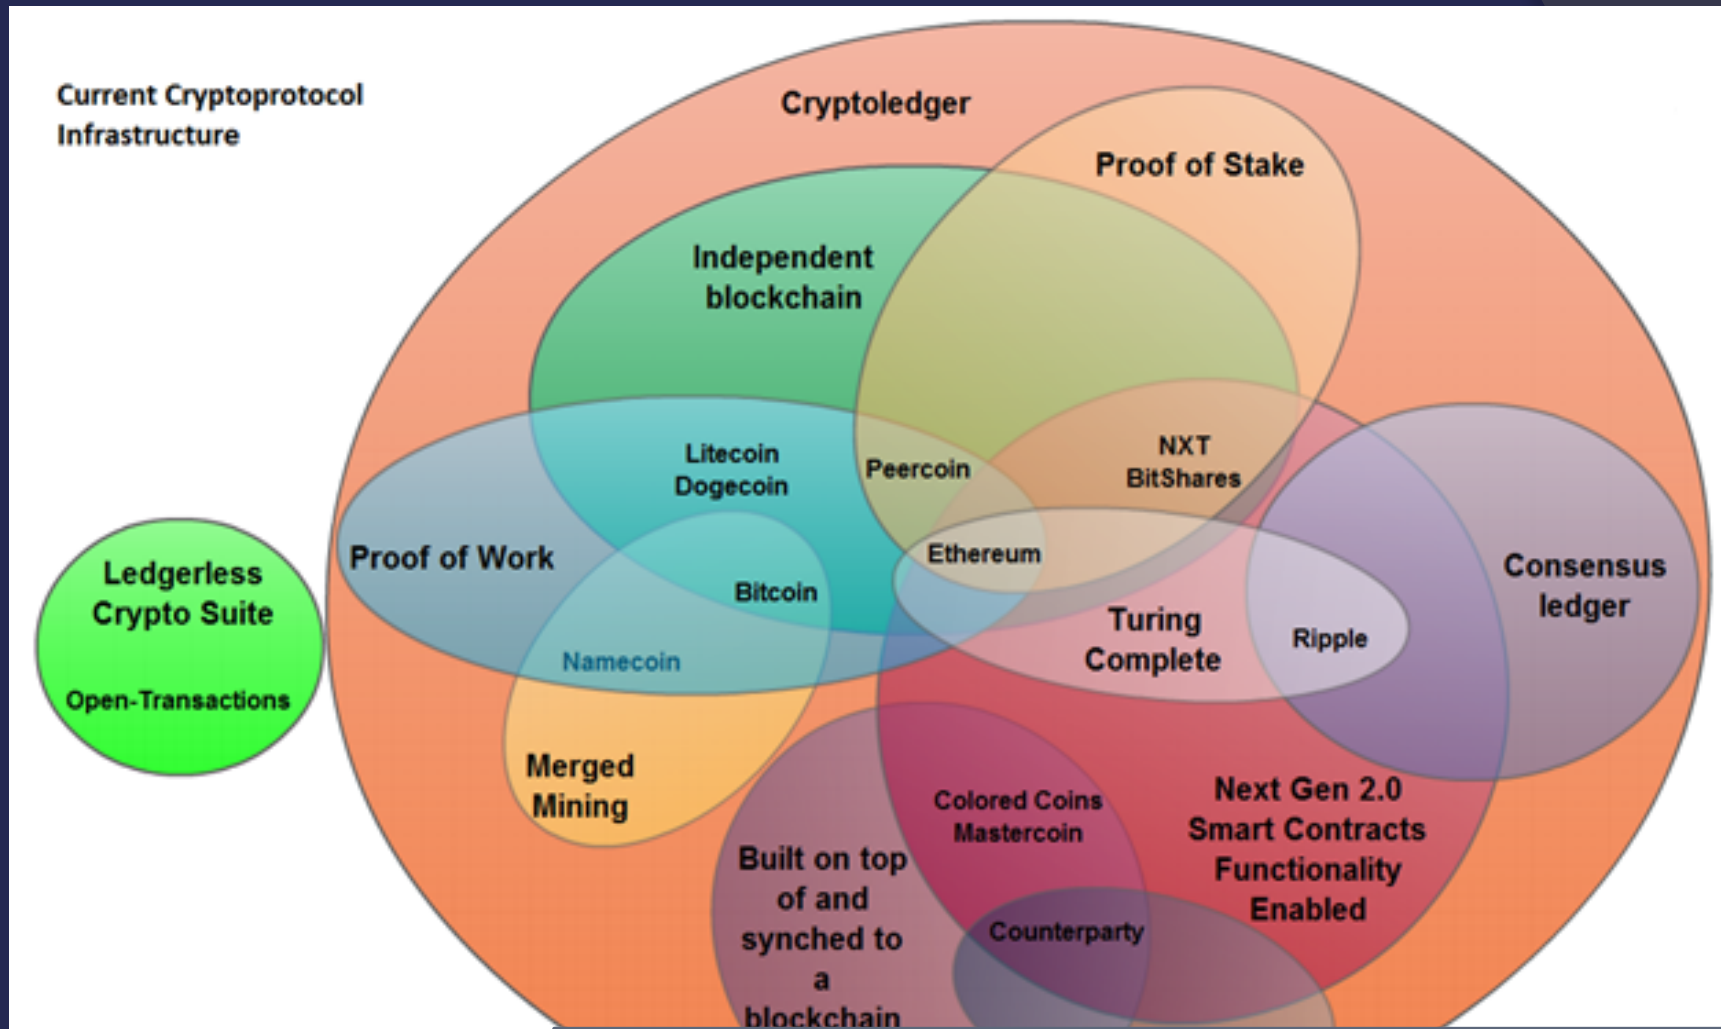 Current Cryptoprotocol
Infrastructure
Cryptoledger
Proof of Stake
Independent
blockchain
Litecoin
Dogecoin
Peercoin
NXT
BitShares
Proof of Work
Ethereum
Bitcoin
Namecoin
Turing
Complete
Ripple
Consensus
ledger
Ledgerless
Crypto Suite
Open-Transactions
Merged
Mining
Colored Coins
Mastercoin
Next Gen 2.0
Smart Contracts
Functionality
Enabled
Built on top
of and
synched to
a
blockchain
Counterparty